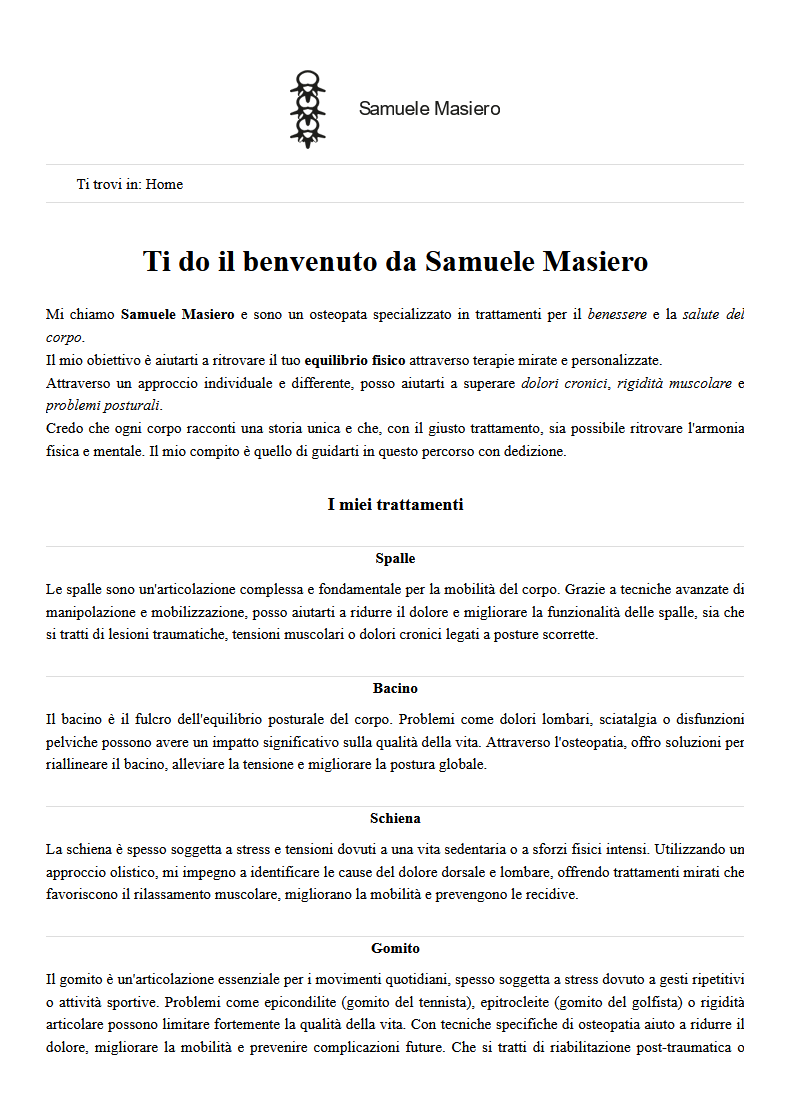 Samuele Masiero
Ti trovi in: Home
Ti do il benvenuto da Samuele Masiero
Mi chiamo Samuele Masiero e sono un osteopata specializzato in trattamenti per il benessere e la salute del
corpo.
Il mio obiettivo è aiutarti a ritrovare il tuo equilibrio fisico attraverso terapie mirate e personalizzate.
Attraverso un approccio individuale e differente, posso aiutarti a superare dolori cronici, rigidità muscolare e
problemi posturali.
Credo che ogni corpo racconti una storia unica e che, con il giusto trattamento, sia possibile ritrovare l'armonia
fisica e mentale. Il mio compito è quello di guidarti in questo percorso con dedizione.
I miei trattamenti
Spalle
Le spalle sono un'articolazione complessa e fondamentale per la mobilità del corpo. Grazie a tecniche avanzate di
manipolazione e mobilizzazione, posso aiutarti a ridurre il dolore e migliorare la funzionalità delle spalle, sia che
si tratti di lesioni traumatiche, tensioni muscolari o dolori cronici legati a posture scorrette.
Bacino
Il bacino è il fulcro dell'equilibrio posturale del corpo. Problemi come dolori lombari, sciatalgia o disfunzioni
pelviche possono avere un impatto significativo sulla qualità della vita. Attraverso l'osteopatia, offro soluzioni per
riallineare il bacino, alleviare la tensione e migliorare la postura globale.
Schiena
La schiena è spesso soggetta a stress e tensioni dovuti a una vita sedentaria o a sforzi fisici intensi. Utilizzando un
approccio olistico, mi impegno a identificare le cause del dolore dorsale e lombare, offrendo trattamenti mirati che
favoriscono il rilassamento muscolare, migliorano la mobilità e prevengono le recidive.
Gomito
Il gomito è un'articolazione essenziale per i movimenti quotidiani, spesso soggetta a stress dovuto a gesti ripetitivi
o attività sportive. Problemi come epicondilite (gomito del tennista), epitrocleite (gomito del golfista) o rigidità
articolare possono limitare fortemente la qualità della vita. Con tecniche specifiche di osteopatia aiuto a ridurre il
dolore, migliorare la mobilità e prevenire complicazioni future. Che si tratti di riabilitazione post-traumatica o